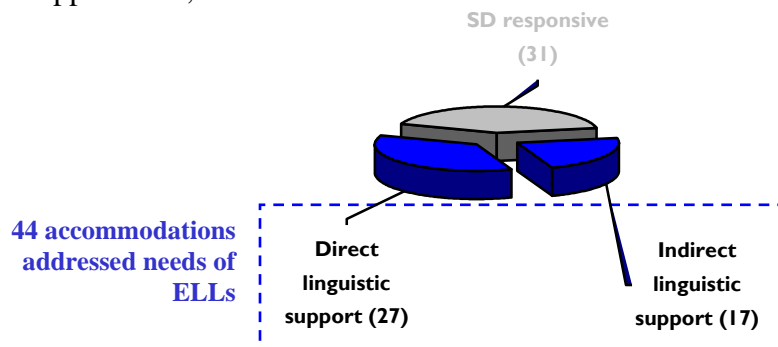 SD responsive
(31)
44 accommodations
addressed needs of
ELLs
Direct
linguistic
support (27)
Indirect
linguistic
support (17)